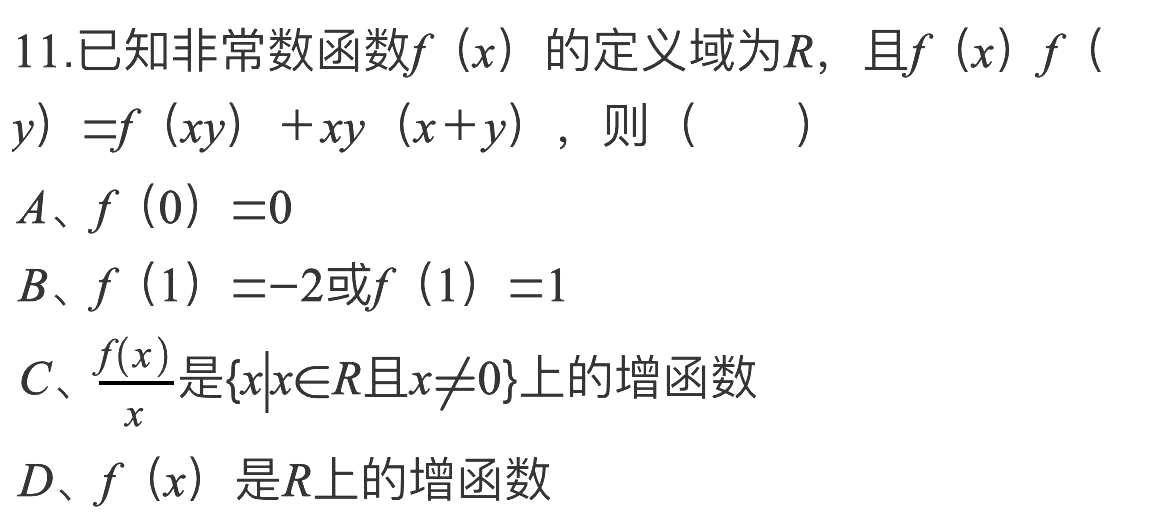 11.已知非常数函数f（x）的定义域为R，且f（x）f（
y）=f（xy）+xy（x+y），则（　　）
A、f（0）=0
B、f（1）=-2或f（1）=1
C、f(x)/x是{x|x∈R且x≠0}上的增函数
D、f（x）是R上的增函数